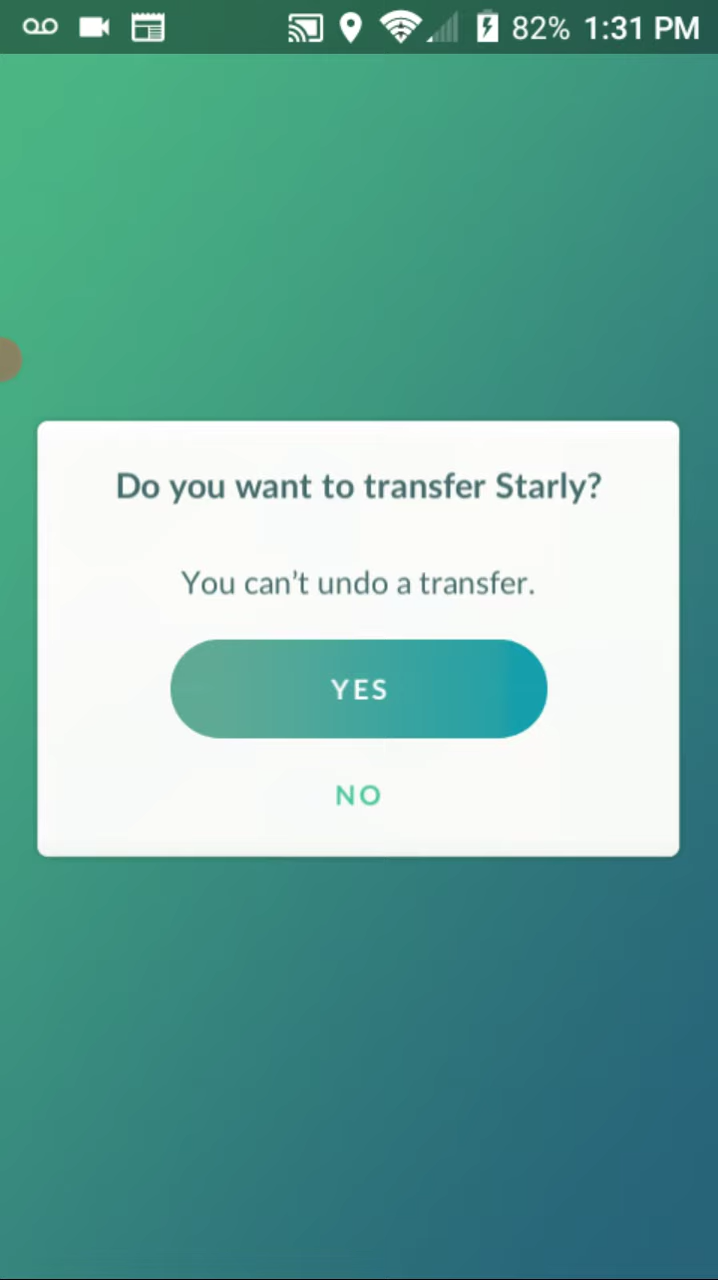 82% 1:31 PM
Do you want to transfer Starly?
You can’t undo a transfer.
YES
NO